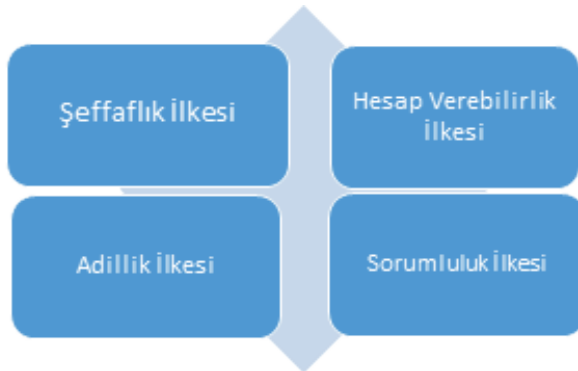 Şeffaflık İlkesi
Hesap Verebilirlik
İlkesi
Adillik İlkesi
Sorumluluk İlkesi